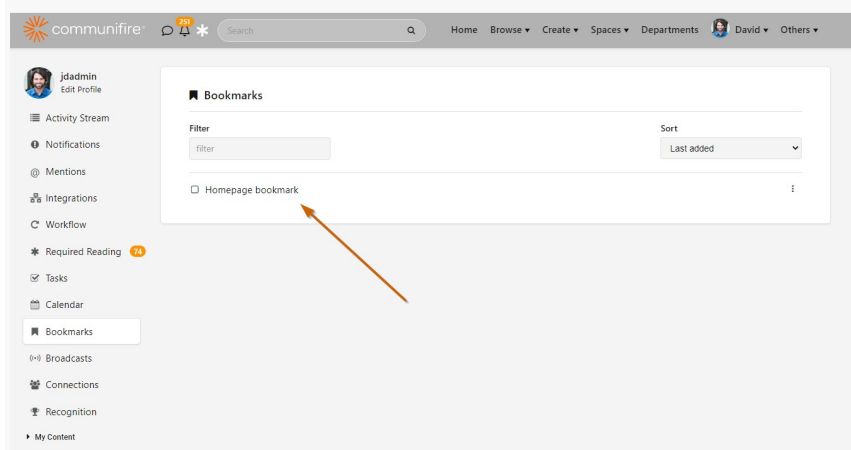 communifire
251
Search
Home Browse Create Spaces Departments David Others
jdadmin
Edit Profile
Activity Stream
Notifications
@ Mentions
Integrations
Workflow
Required Reading 74
Tasks
Calendar
Bookmarks
Broadcasts
Connections
Recognition
My Content
Bookmarks
Filter
filter
Sort
Last added
Homepage bookmark